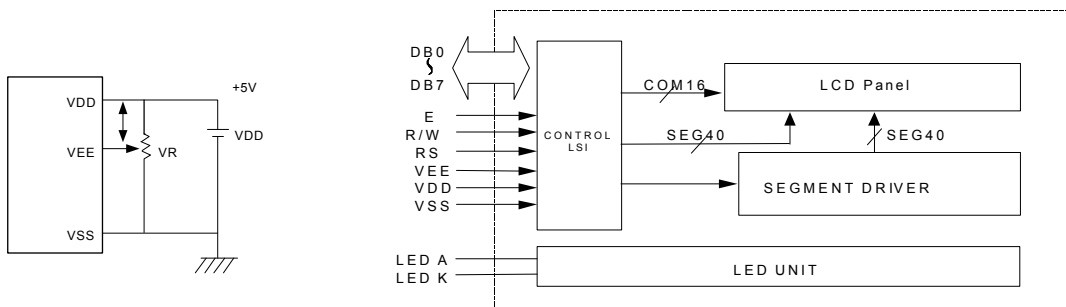 +5V
VDD
VDD
VEE
VR
VSS
DB0
DB7
E
R/W
RS
VEE
VDD
VSS
CONTROL
LSI
COM16
SEG40
LCD Panel
SEG40
SEGMENT DRIVER
LED A
LED K
LED UNIT